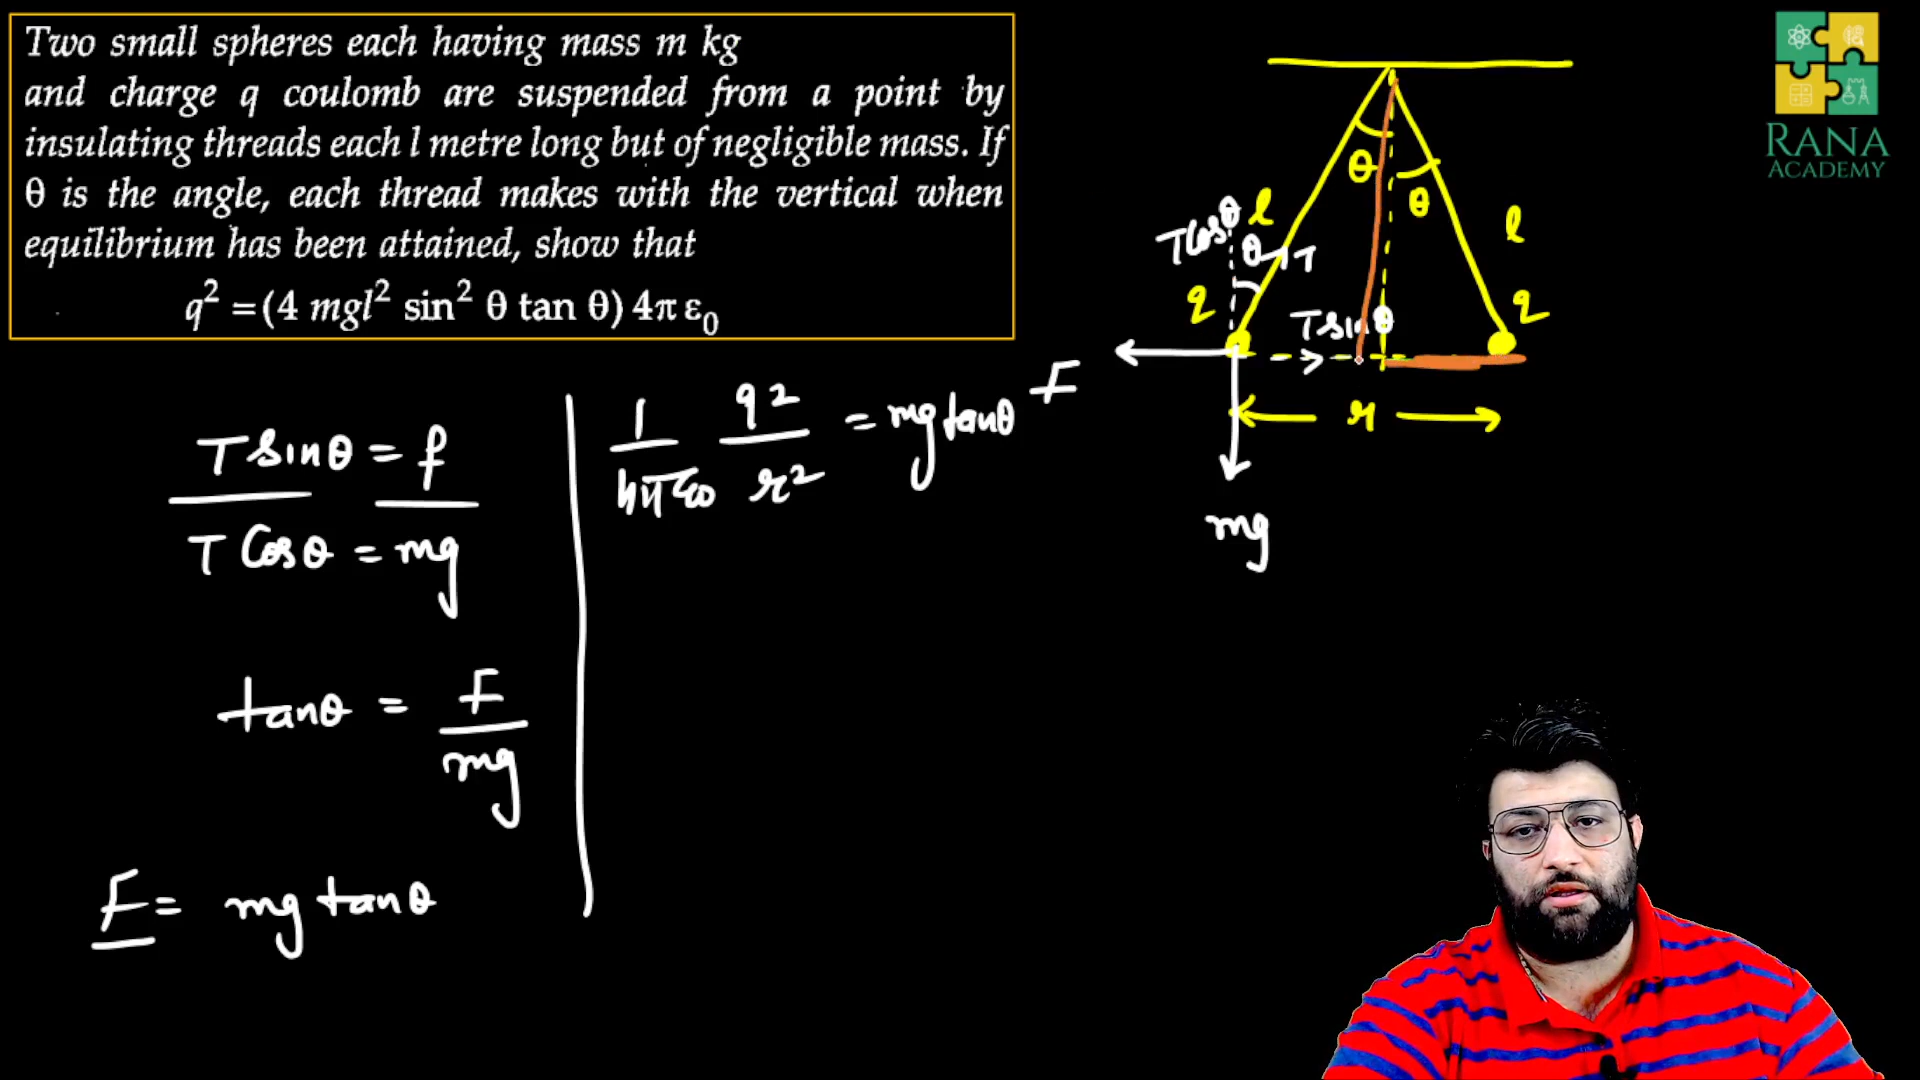 Two small spheres each having mass m kg
and charge q coulomb are suspended from a point by
insulating threads each l metre long but of negligible mass. If
θ is the angle, each thread makes with the vertical when
equilibrium has been attained, show that
q² = (4 mgl² sin² θ tan θ) 4π ε₀
RANA
ACADEMY
θ
θ
l
l
T Cosθ
θ
T
q
q
T sinθ
F
r
mg
T sinθ = f
T Cosθ = mg
tanθ = F/mg
F = mg tanθ
1/4πε₀ q²/r² = mg tanθ